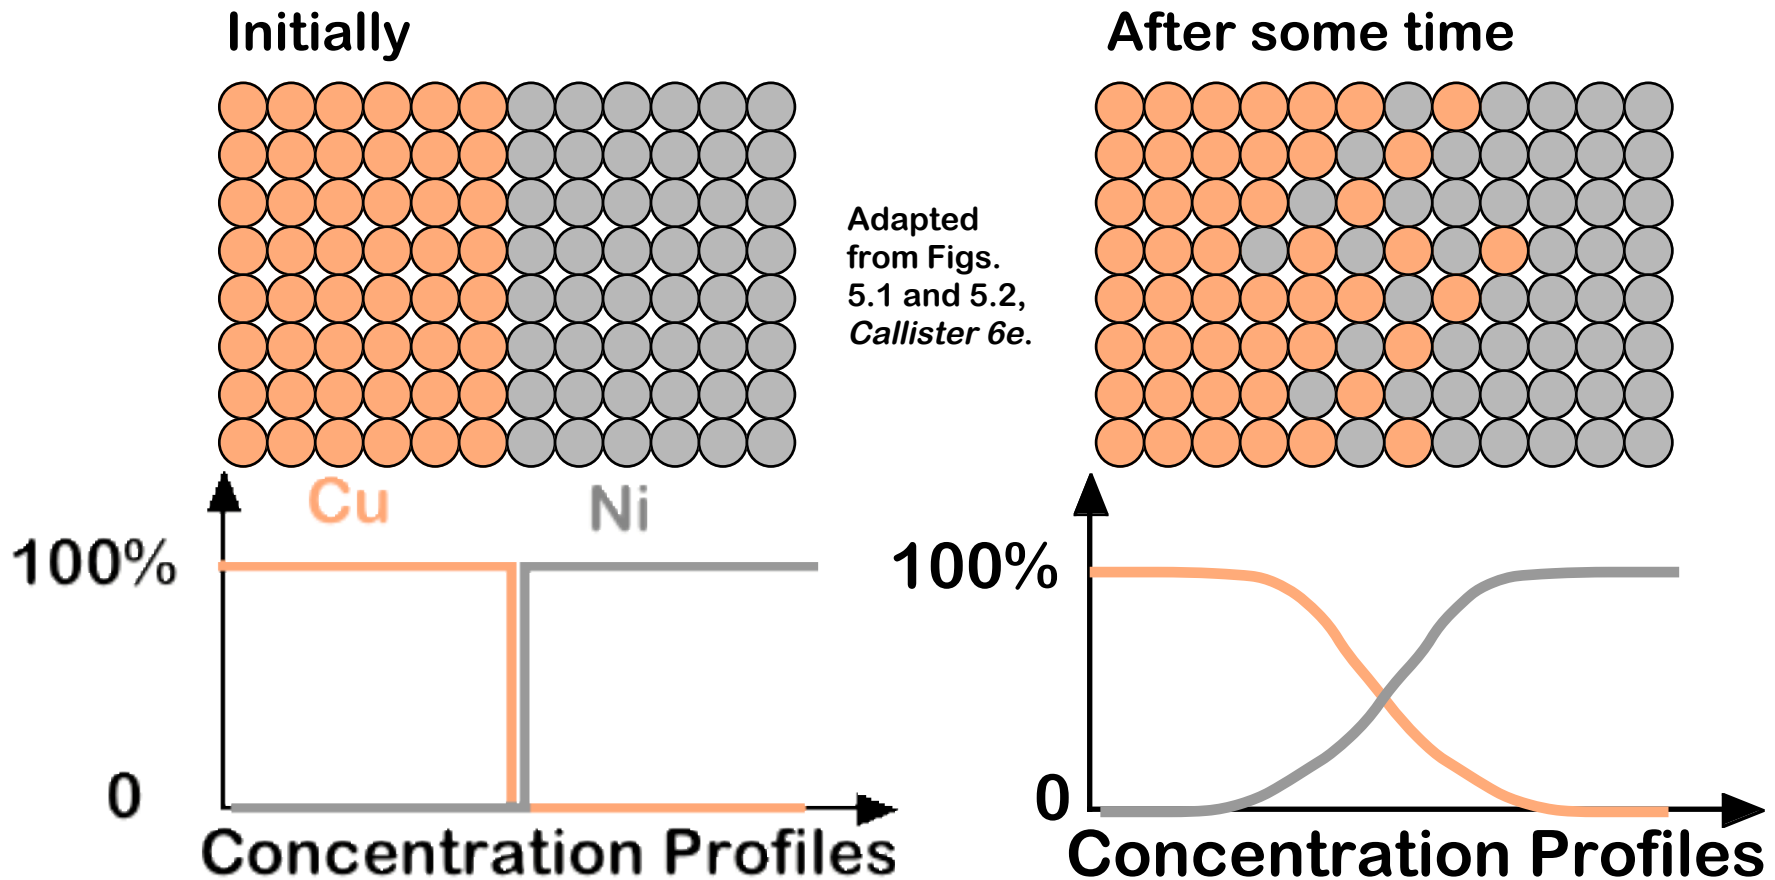 Initially
After some time
Adapted
from Figs.
5.1 and 5.2,
Callister 6e.
Cu
Ni
100%
0
Concentration Profiles
100%
0
Concentration Profiles